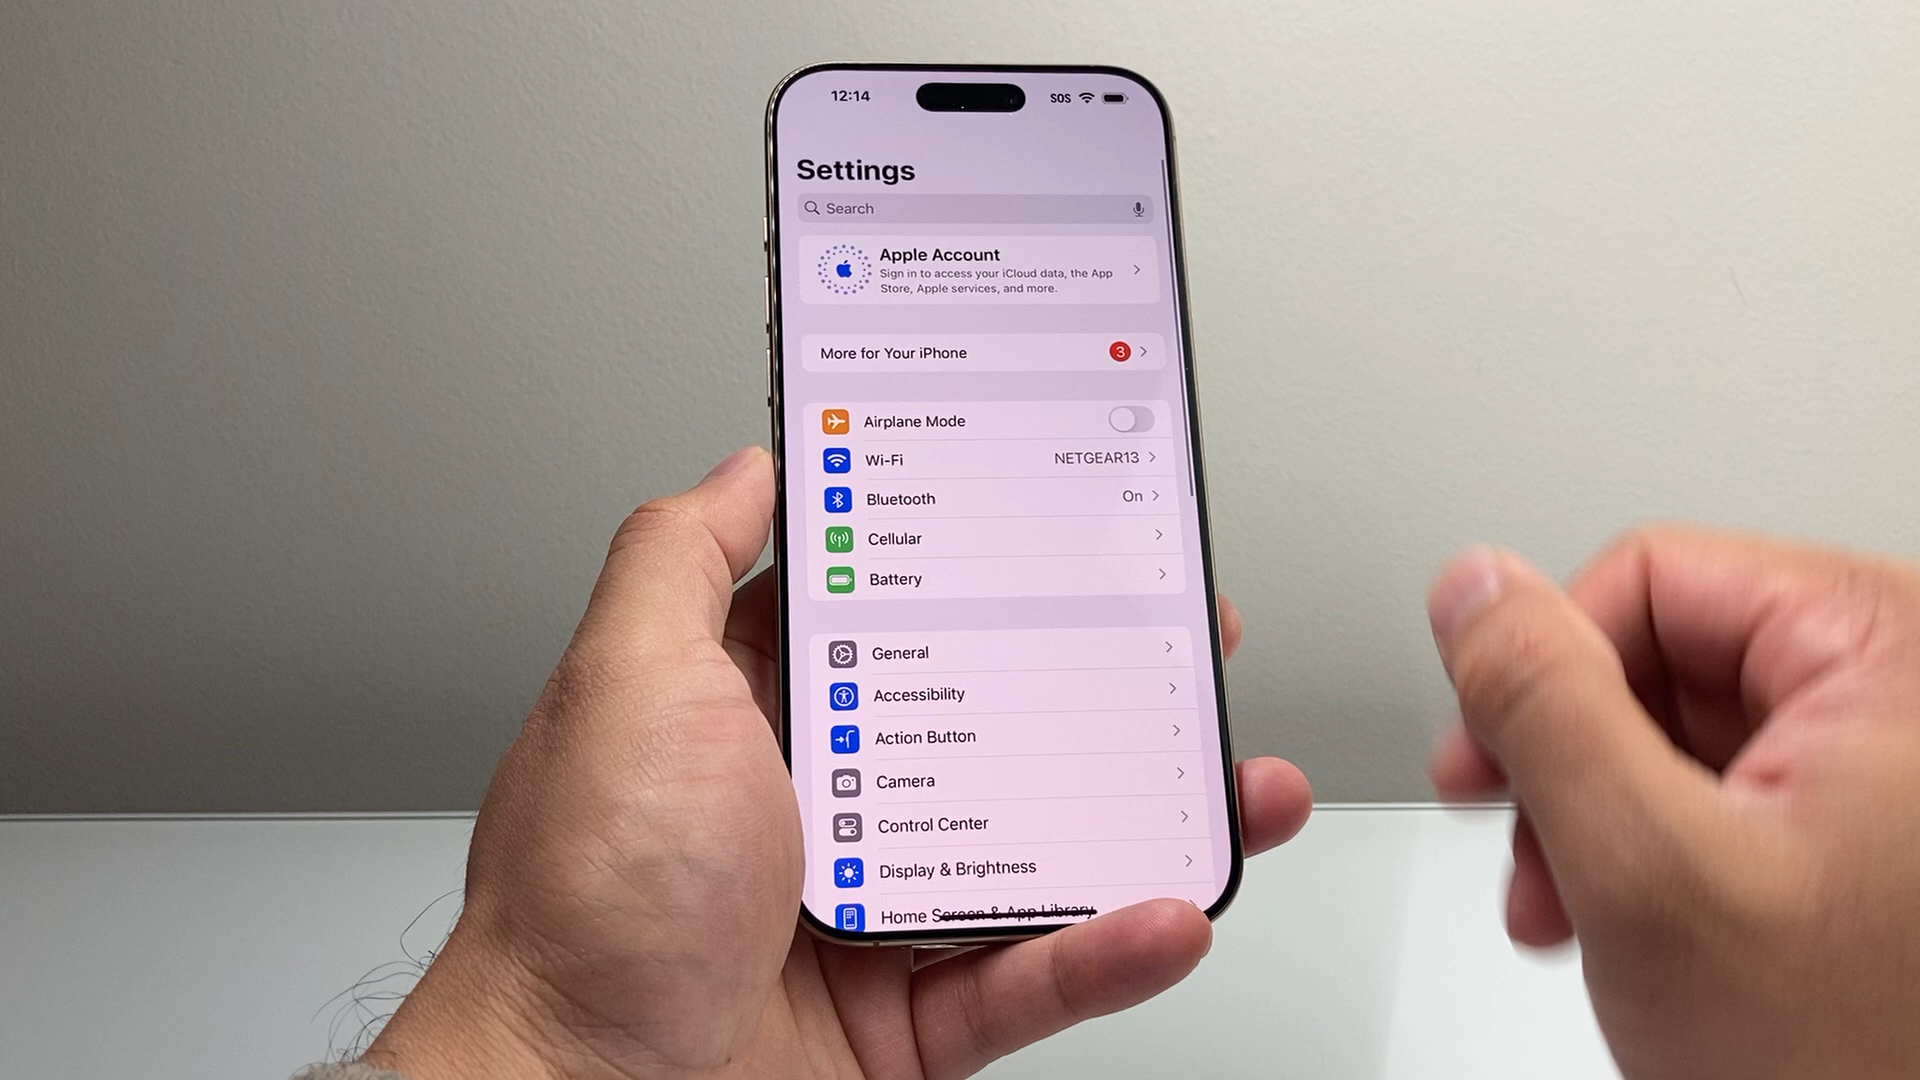 12:14 SOS
Settings
Search
Apple Account
Sign in to access your iCloud data, the App
Store, Apple services, and more.
More for Your iPhone 3
Airplane Mode
Wi-Fi NETGEAR13
Bluetooth On
Cellular
Battery
General
Accessibility
Action Button
Camera
Control Center
Display & Brightness
Home Screen & App Library